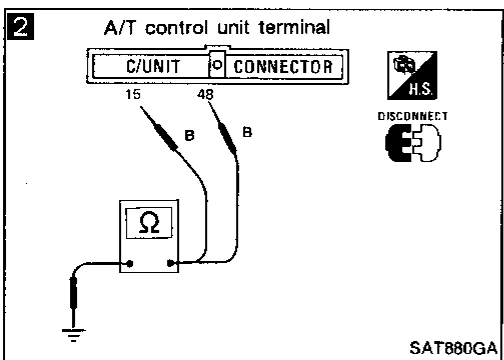 2
A/T control unit terminal
C/UNIT CONNECTOR
H.S.
15 48
DISCONNECT
B B
Ω
SAT880GA